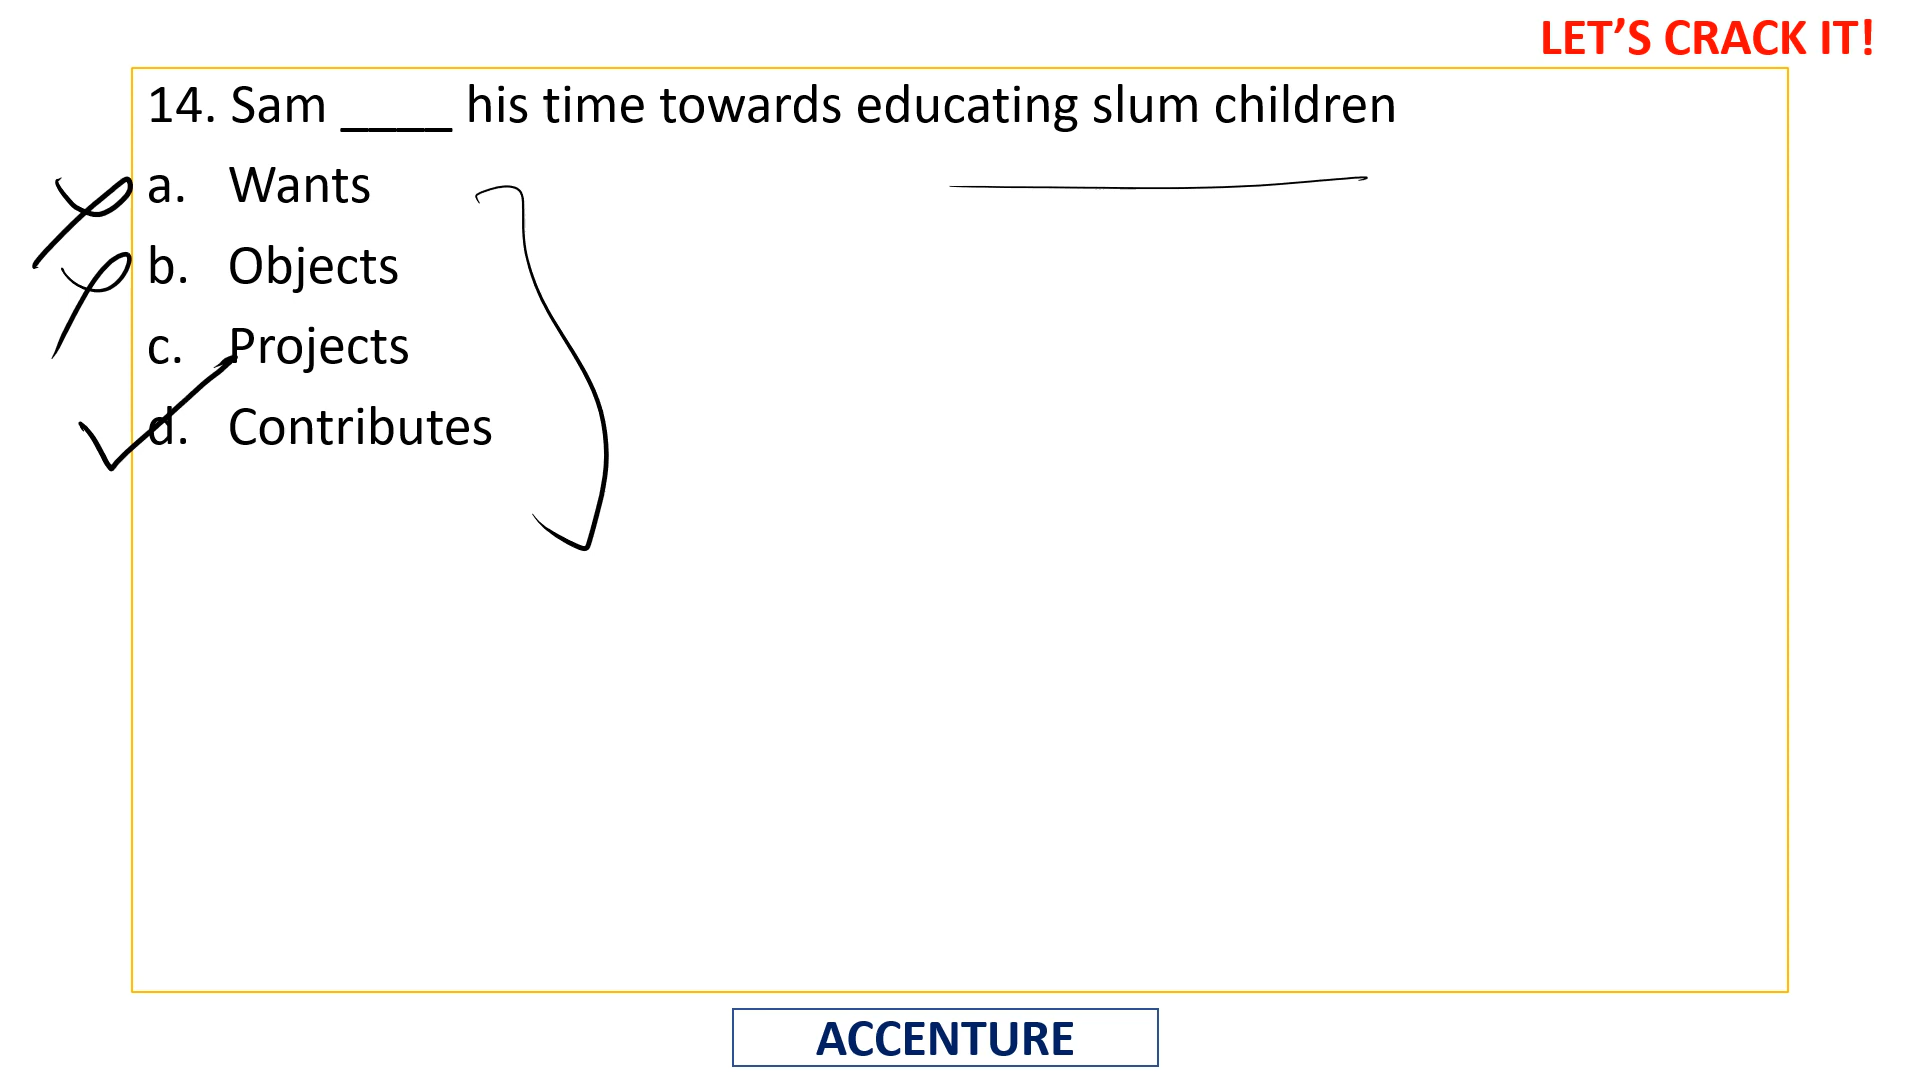 LET’S CRACK IT!
14. Sam ____ his time towards educating slum children
a. Wants
b. Objects
c. Projects
d. Contributes
ACCENTURE